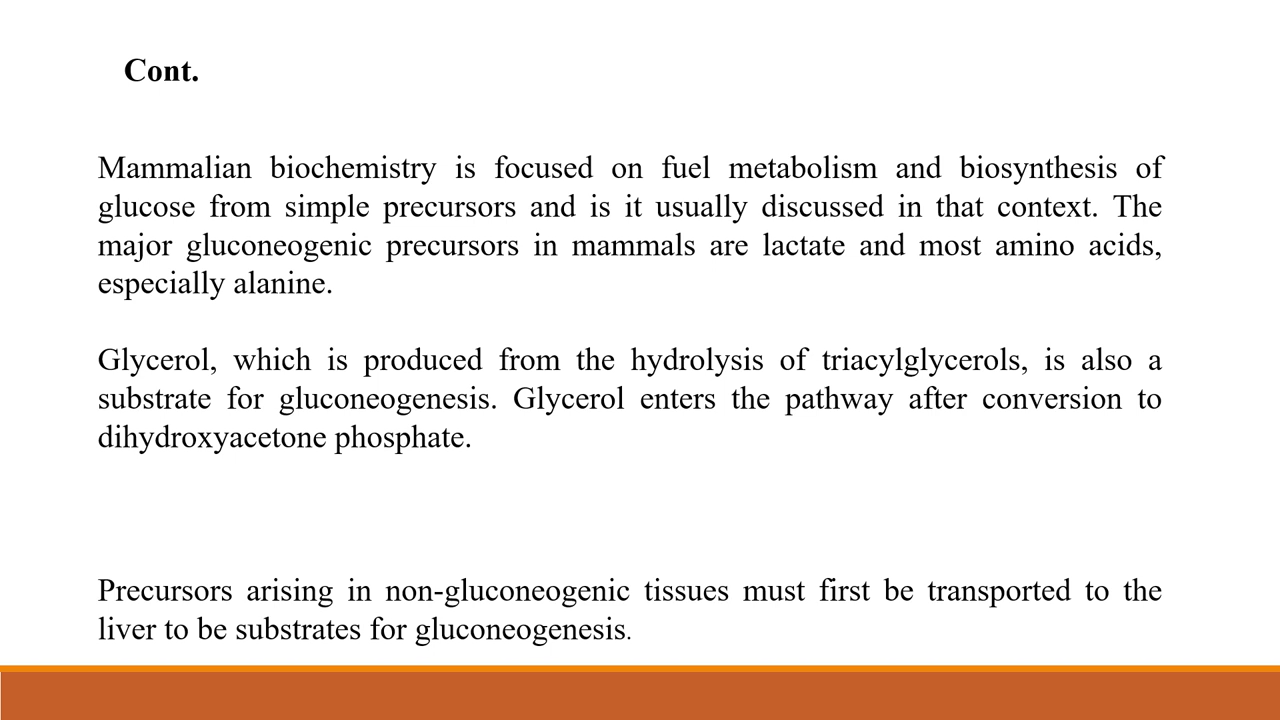 Cont.
Mammalian biochemistry is focused on fuel metabolism and biosynthesis of
glucose from simple precursors and is it usually discussed in that context. The
major gluconeogenic precursors in mammals are lactate and most amino acids,
especially alanine.
Glycerol, which is produced from the hydrolysis of triacylglycerols, is also a
substrate for gluconeogenesis. Glycerol enters the pathway after conversion to
dihydroxyacetone phosphate.
Precursors arising in non-gluconeogenic tissues must first be transported to the
liver to be substrates for gluconeogenesis.